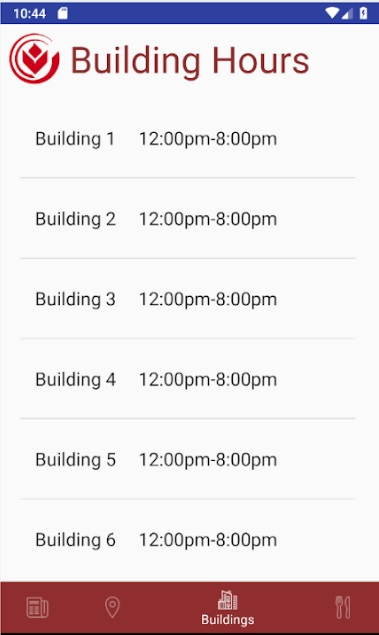 10:44
Building Hours
Building 1 12:00pm-8:00pm
Building 2 12:00pm-8:00pm
Building 3 12:00pm-8:00pm
Building 4 12:00pm-8:00pm
Building 5 12:00pm-8:00pm
Building 6 12:00pm-8:00pm
Buildings